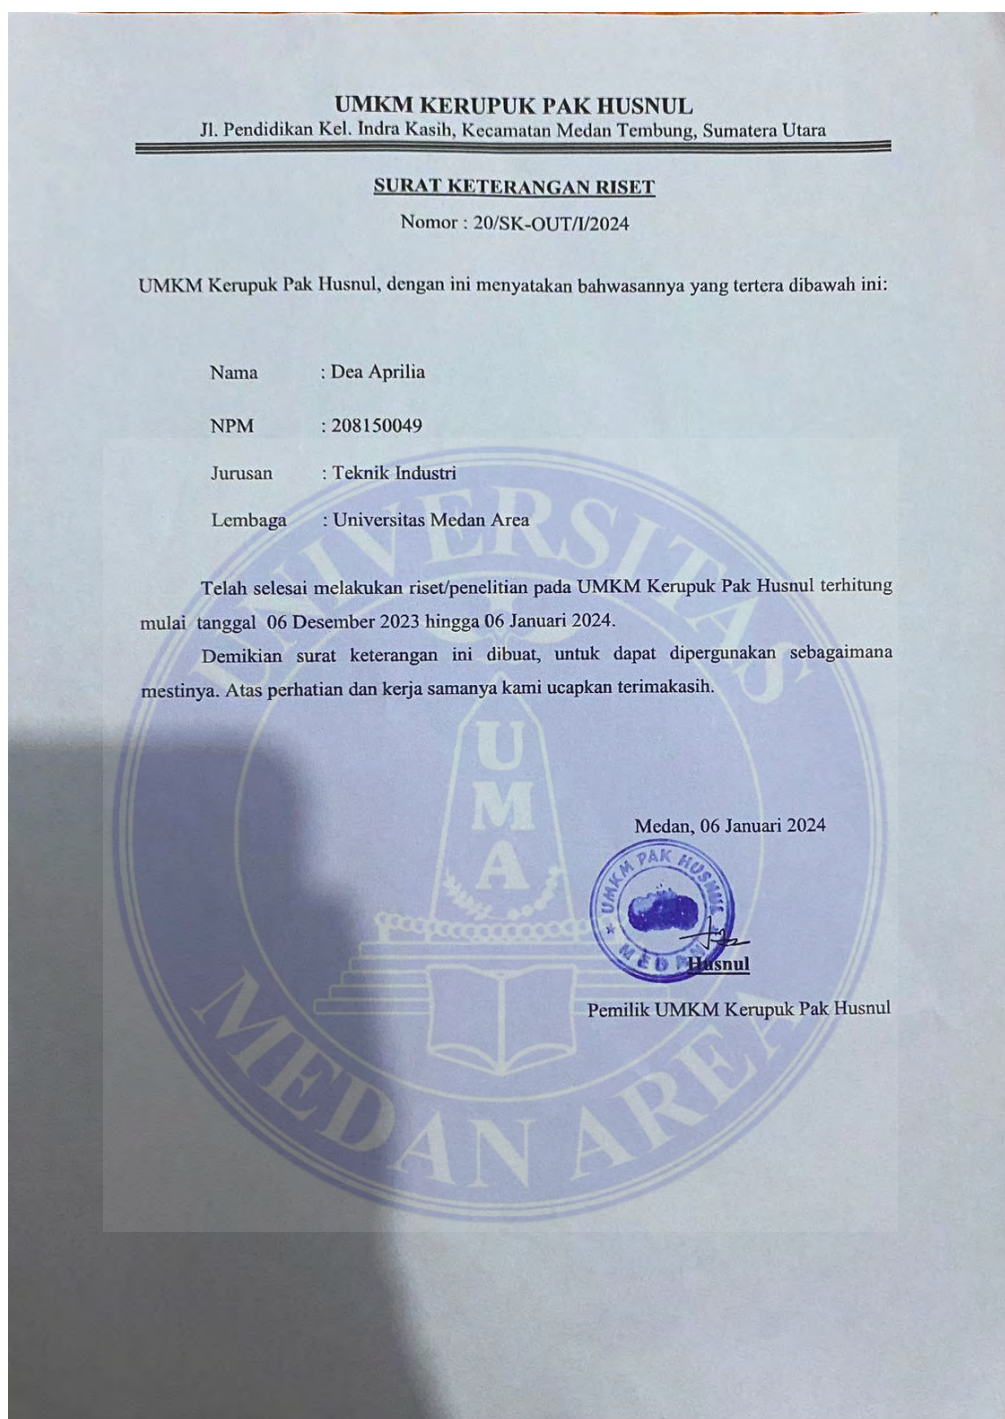 UMKM KERUPUK PAK HUSNUL
Jl. Pendidikan Kel. Indra Kasih, Kecamatan Medan Tembung, Sumatera Utara
SURAT KETERANGAN RISET
Nomor : 20/SK-OUT/I/2024
UMKM Kerupuk Pak Husnul, dengan ini menyatakan bahwasannya yang tertera dibawah ini:
Nama : Dea Aprilia
NPM : 208150049
Jurusan : Teknik Industri
Lembaga : Universitas Medan Area
Telah selesai melakukan riset/penelitian pada UMKM Kerupuk Pak Husnul terhitung
mulai tanggal 06 Desember 2023 hingga 06 Januari 2024.
Demikian surat keterangan ini dibuat, untuk dapat dipergunakan sebagaimana
mestinya. Atas perhatian dan kerja samanya kami ucapkan terimakasih.
UNIVERSITAS
UMA
MEDAN AREA
Medan, 06 Januari 2024
UMKM PAK HUSNUL
MEDAN
Husnul
Pemilik UMKM Kerupuk Pak Husnul